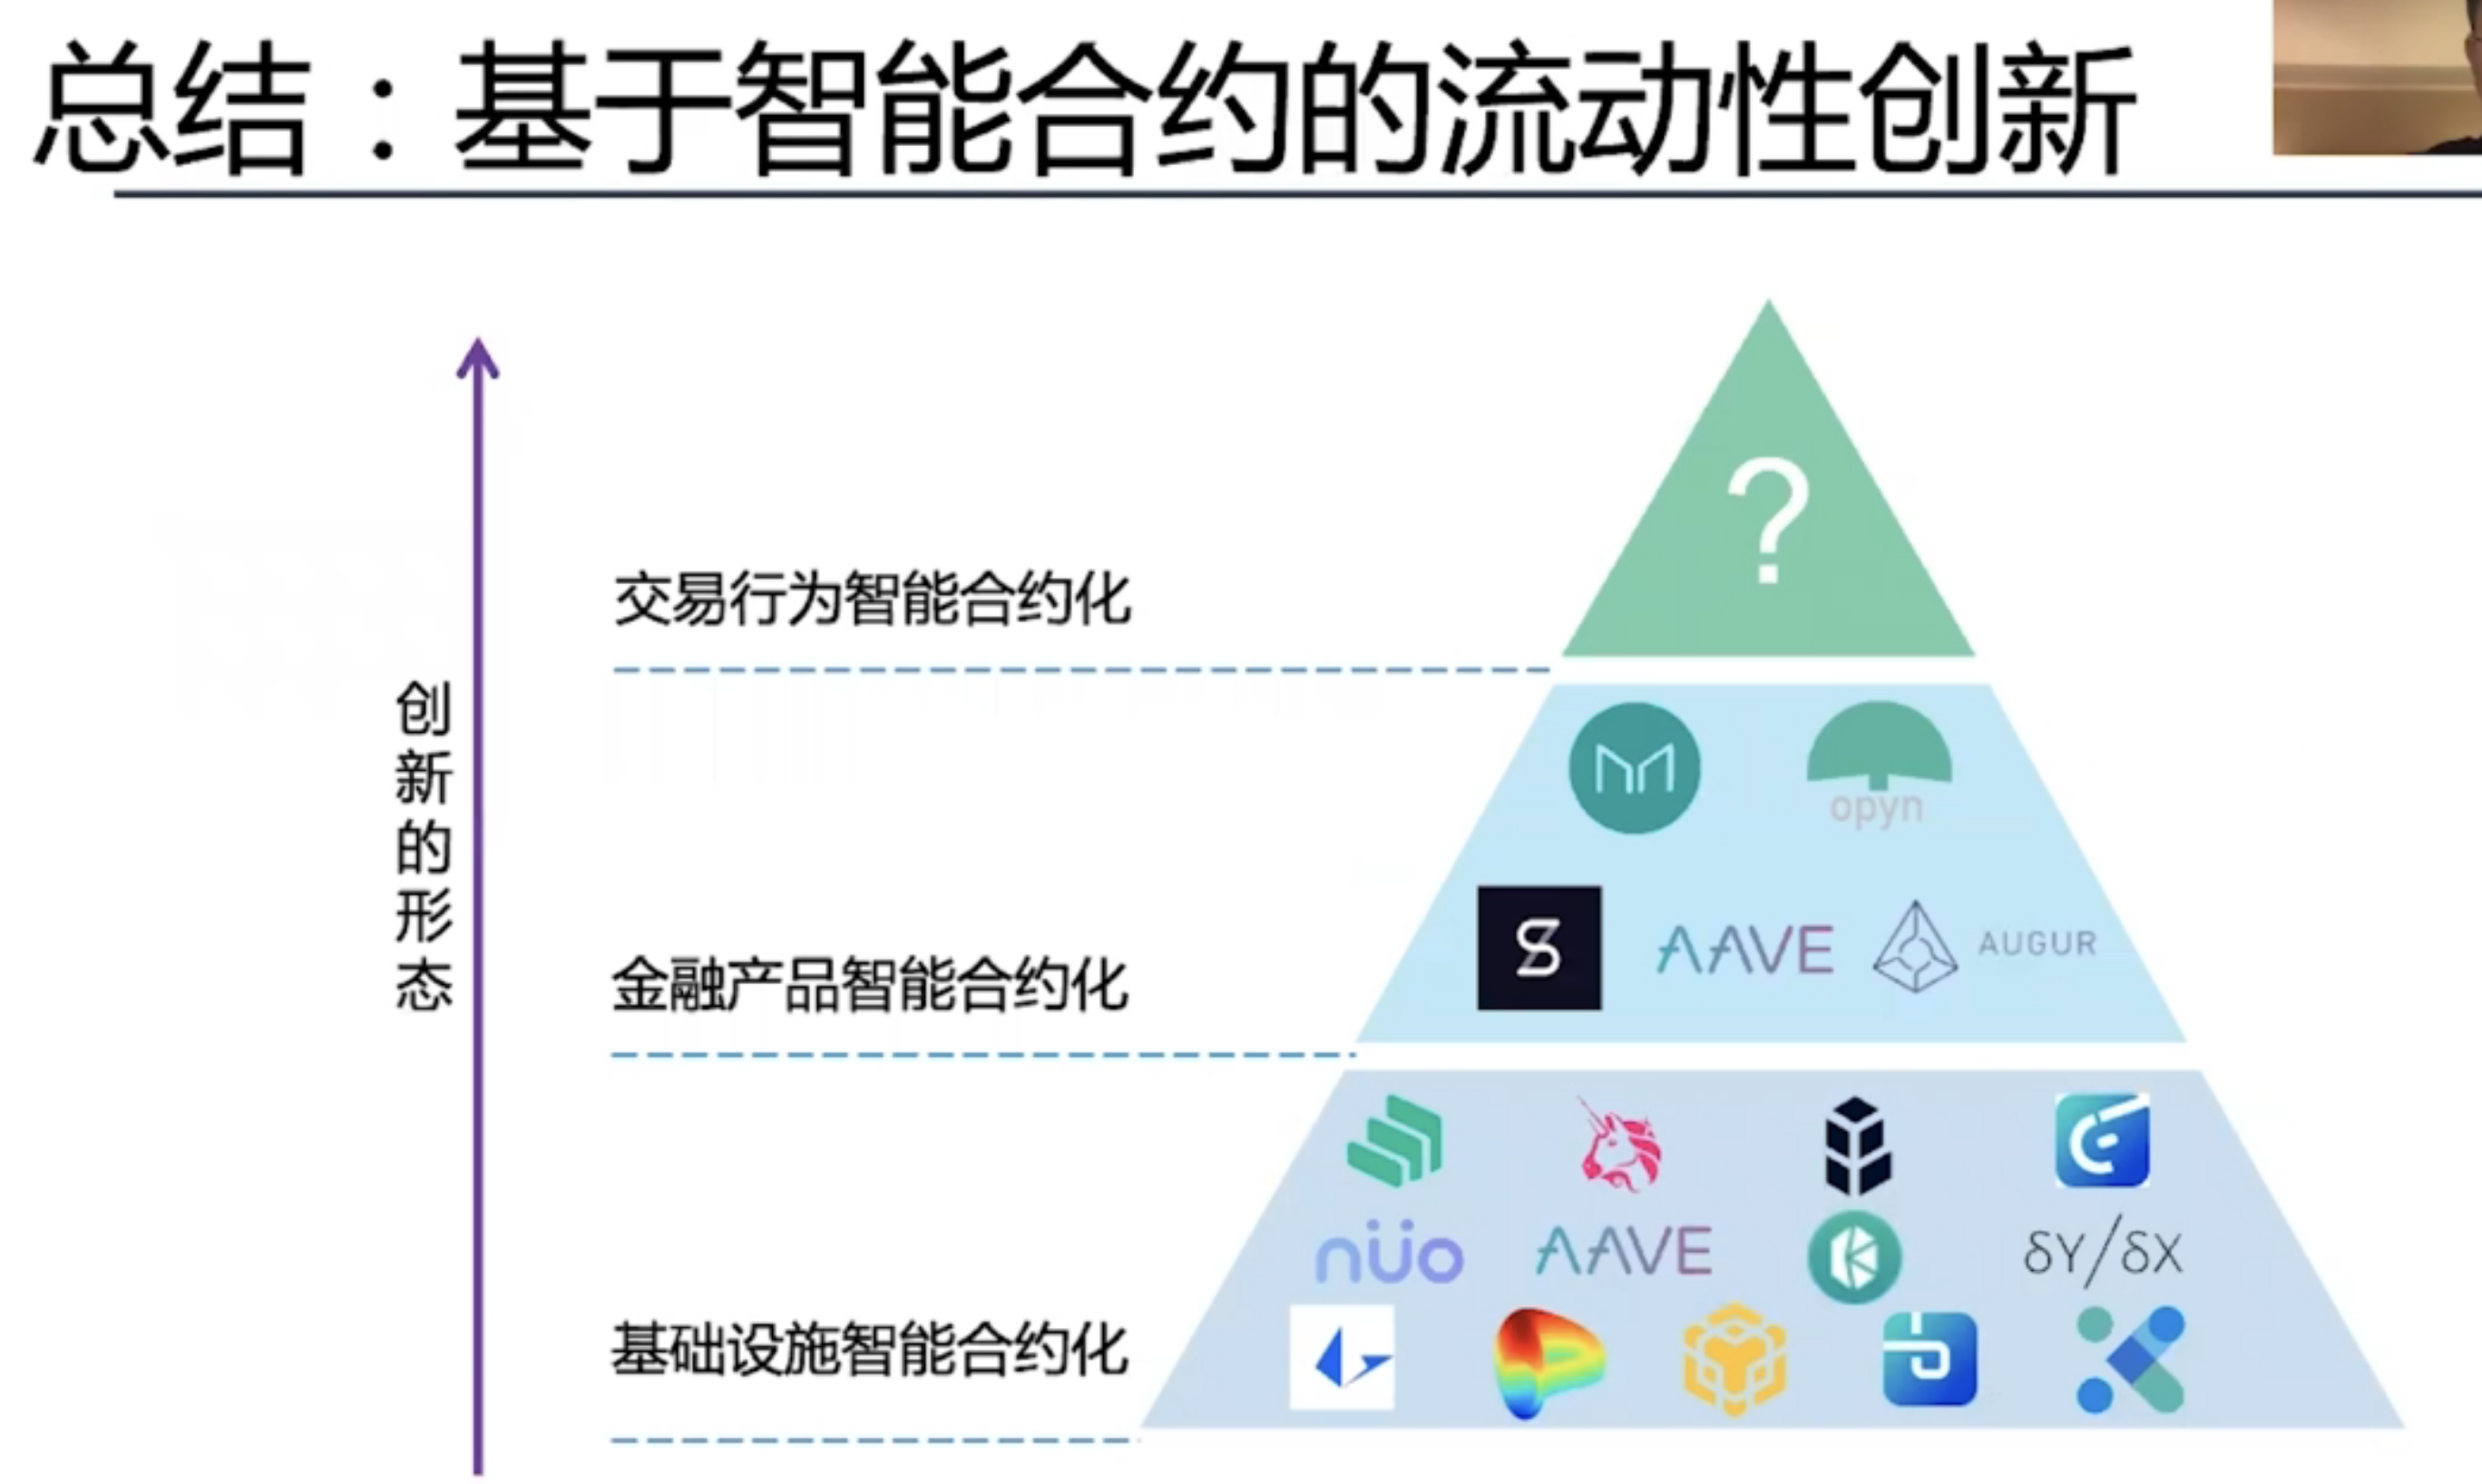 总结：基于智能合约的流动性创新
?
交易行为智能合约化
创新的形态
opyn
AAVE
AUGUR
金融产品智能合约化
nüo
AAVE
δY/δX
基础设施智能合约化